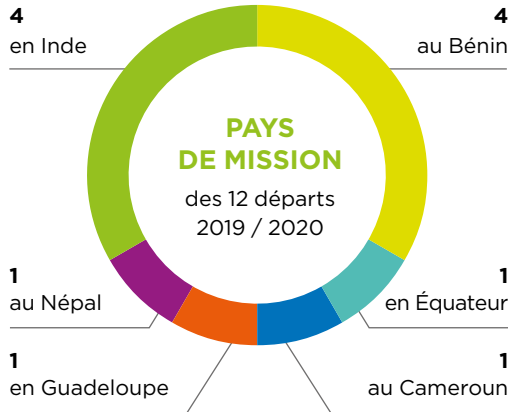 4
en Inde
4
au Bénin
PAYS
DE MISSION
des 12 départs
2019 / 2020
1
au Népal
1
en Équateur
1
en Guadeloupe
1
au Cameroun